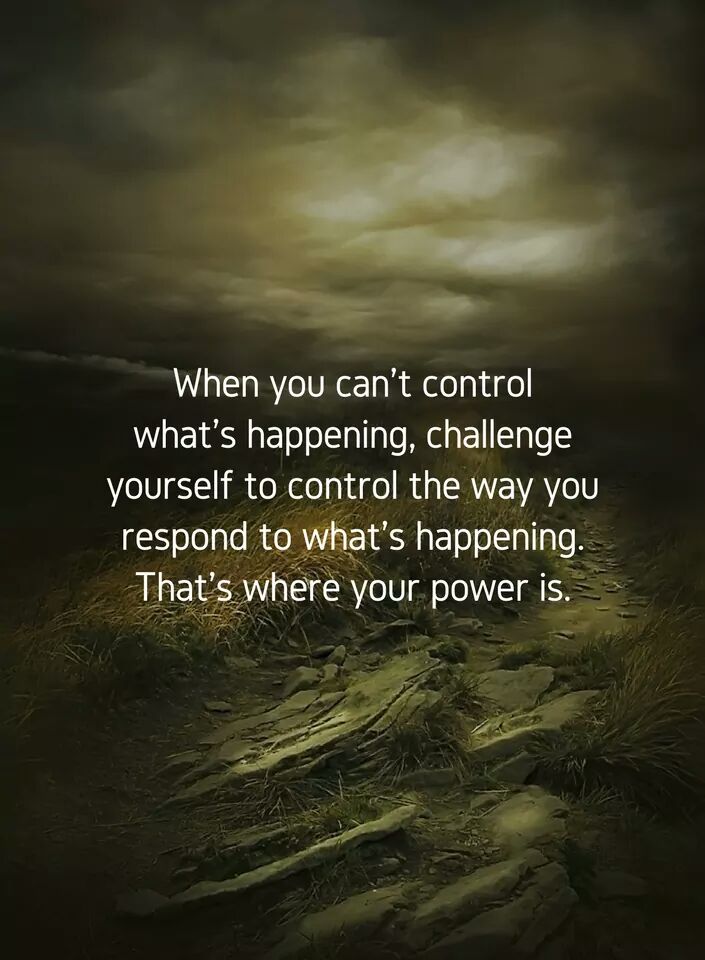 When you can’t control
what’s happening, challenge
yourself to control the way you
respond to what’s happening.
That’s where your power is.